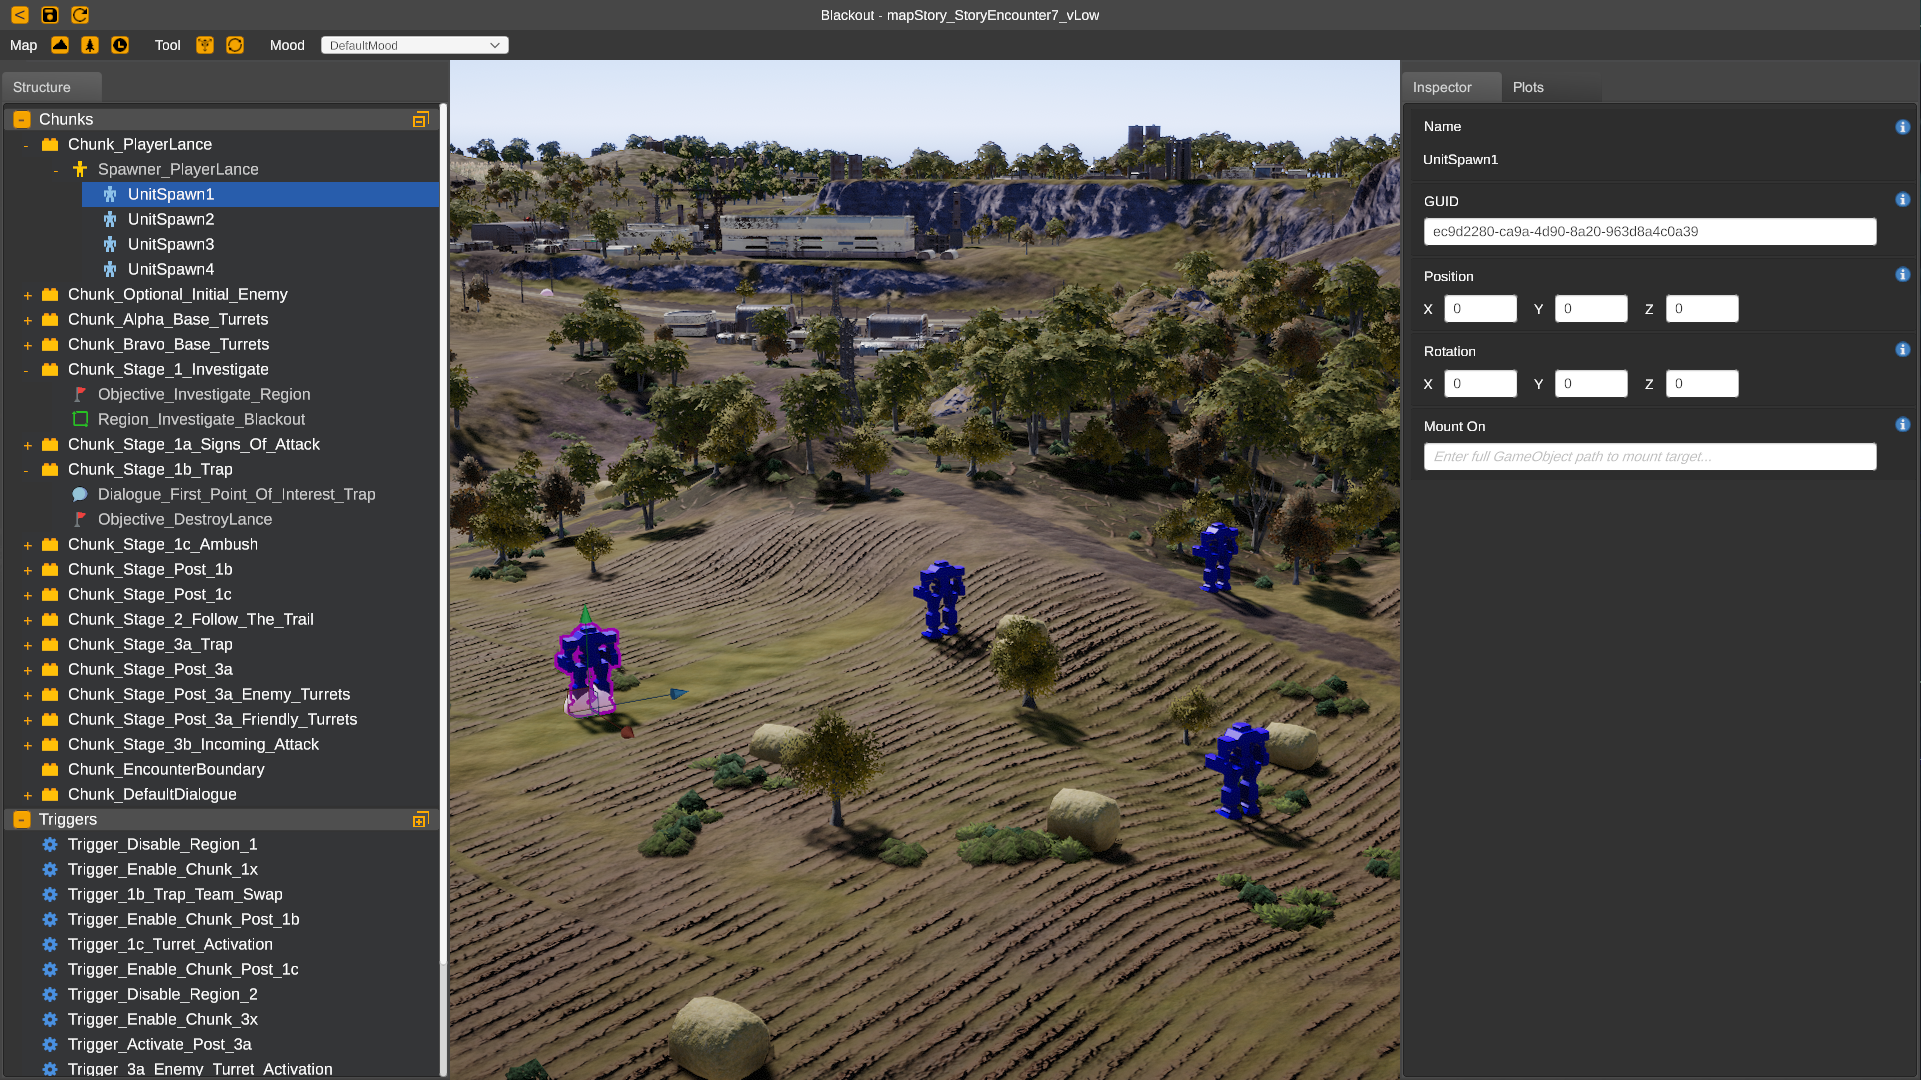 Blackout - mapStory_StoryEncounter7_vLow
Map Tool Mood DefaultMood
Structure
Chunks
Chunk_PlayerLance
Spawner_PlayerLance
UnitSpawn1
UnitSpawn2
UnitSpawn3
UnitSpawn4
Chunk_Optional_Initial_Enemy
Chunk_Alpha_Base_Turrets
Chunk_Bravo_Base_Turrets
Chunk_Stage_1_Investigate
Objective_Investigate_Region
Region_Investigate_Blackout
Chunk_Stage_1a_Signs_Of_Attack
Chunk_Stage_1b_Trap
Dialogue_First_Point_Of_Interest_Trap
Objective_DestroyLance
Chunk_Stage_1c_Ambush
Chunk_Stage_Post_1b
Chunk_Stage_Post_1c
Chunk_Stage_2_Follow_The_Trail
Chunk_Stage_3a_Trap
Chunk_Stage_Post_3a
Chunk_Stage_Post_3a_Enemy_Turrets
Chunk_Stage_Post_3a_Friendly_Turrets
Chunk_Stage_3b_Incoming_Attack
Chunk_EncounterBoundary
Chunk_DefaultDialogue
Triggers
Trigger_Disable_Region_1
Trigger_Enable_Chunk_1x
Trigger_1b_Trap_Team_Swap
Trigger_Enable_Chunk_Post_1b
Trigger_1c_Turret_Activation
Trigger_Enable_Chunk_Post_1c
Trigger_Disable_Region_2
Trigger_Enable_Chunk_3x
Trigger_Activate_Post_3a
Trigger_3a_Enemy_Turret_Activation
Inspector Plots
Name
UnitSpawn1
GUID
ec9d2280-ca9a-4d90-8a20-963d8a4c0a39
Position
X 0 Y 0 Z 0
Rotation
X 0 Y 0 Z 0
Mount On
Enter full GameObject path to mount target...